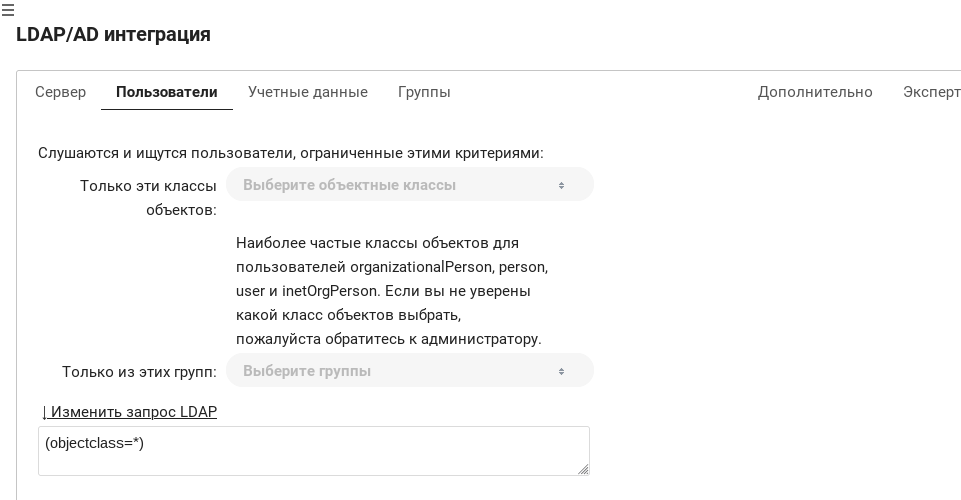 LDAP/AD интеграция
Сервер Пользователи Учетные данные Группы Дополнительно Эксперт
Слушаются и ищутся пользователи, ограниченные этими критериями:
Только эти классы Выберите объектные классы
объектов:
Наиболее частые классы объектов для
пользователей organizationalPerson, person,
user и inetOrgPerson. Если вы не уверены
какой класс объектов выбрать,
пожалуйста обратитесь к администратору.
Только из этих групп: Выберите группы
↓ Изменить запрос LDAP
(objectclass=*)